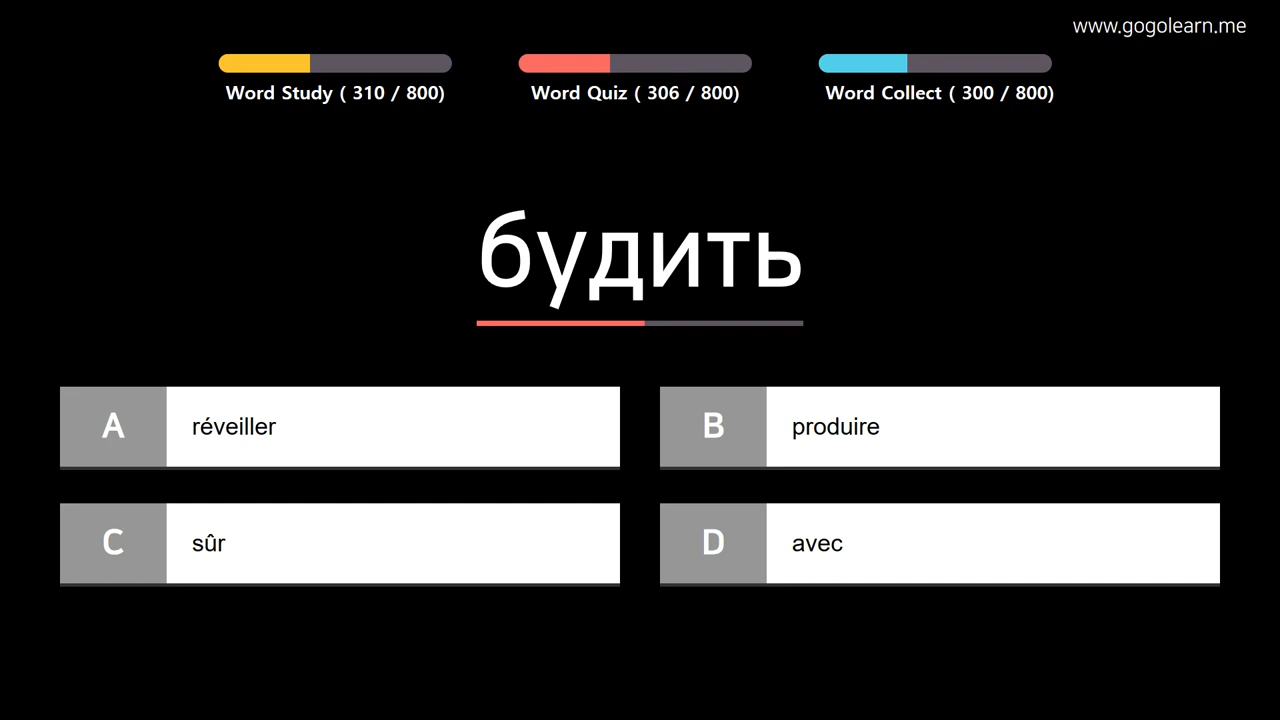 www.gogolearn.me
Word Study ( 310 / 800)
Word Quiz ( 306 / 800)
Word Collect ( 300 / 800)
будить
A réveiller
B produire
C sûr
D avec